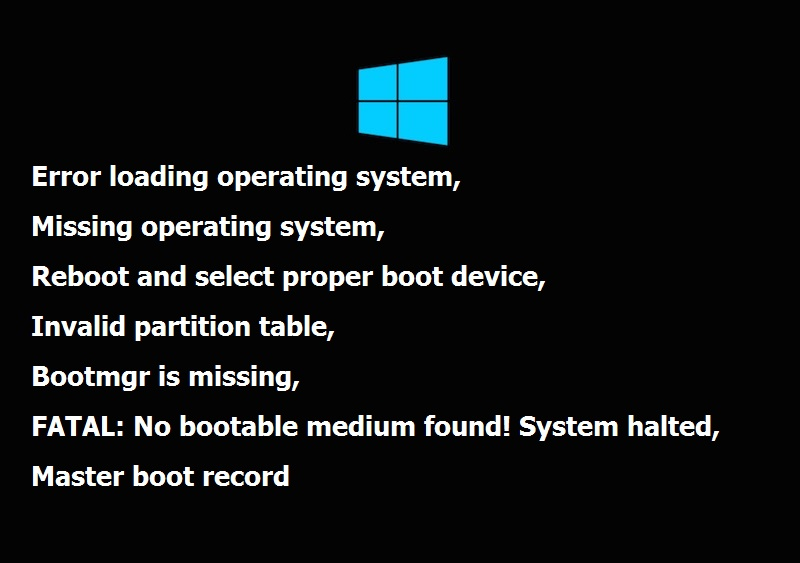 Error loading operating system,
Missing operating system,
Reboot and select proper boot device,
Invalid partition table,
Bootmgr is missing,
FATAL: No bootable medium found! System halted,
Master boot record